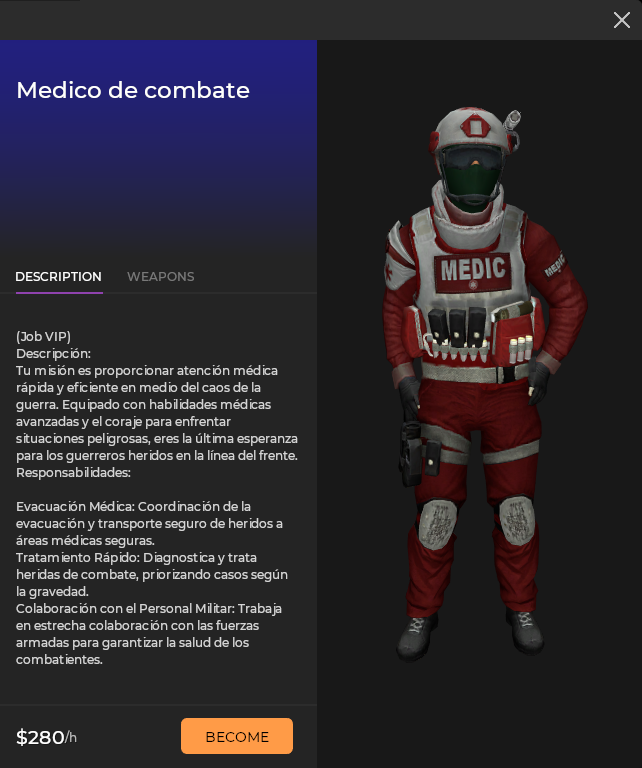 Medico de combate
DESCRIPTION
WEAPONS
(Job VIP)
Descripción:
Tu misión es proporcionar atención médica
rápida y eficiente en medio del caos de la
guerra. Equipado con habilidades médicas
avanzadas y el coraje para enfrentar
situaciones peligrosas, eres la última esperanza
para los guerreros heridos en la línea del frente.
Responsabilidades:
Evacuación Médica: Coordinación de la
evacuación y transporte seguro de heridos a
áreas médicas seguras.
Tratamiento Rápido: Diagnostica y trata
heridas de combate, priorizando casos según
la gravedad.
Colaboración con el Personal Militar: Trabaja
en estrecha colaboración con las fuerzas
armadas para garantizar la salud de los
combatientes.
$280/h
BECOME
MEDIC
MEDIC